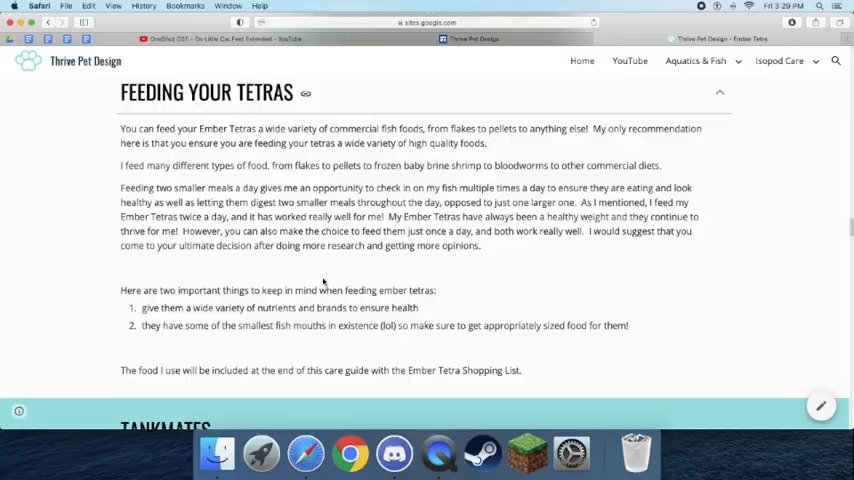 Safari File Edit View History Bookmarks Window Help Fri 3:29 PM
sites.google.com
OneShot OST - On Little Cat Feet Extended - YouTube Thrive Pet Design Thrive Pet Design - Ember Tetra
Thrive Pet Design Home YouTube Aquatics & Fish Isopod Care
FEEDING YOUR TETRAS
You can feed your Ember Tetras a wide variety of commercial fish foods, from flakes to pellets to anything else! My only recommendation
here is that you ensure you are feeding your tetras a wide variety of high quality foods.
I feed many different types of food, from flakes to pellets to frozen baby brine shrimp to bloodworms to other commercial diets.
Feeding two smaller meals a day gives me an opportunity to check in on my fish multiple times a day to ensure they are eating and look
healthy as well as letting them digest two smaller meals throughout the day, opposed to just one larger one. As I mentioned, I feed my
Ember Tetras twice a day, and it has worked really well for me! My Ember Tetras have always been a healthy weight and they continue to
thrive for me! However, you can also make the choice to feed them just once a day, and both work really well. I would suggest that you
come to your ultimate decision after doing more research and getting more opinions.
Here are two important things to keep in mind when feeding ember tetras:
1. give them a wide variety of nutrients and brands to ensure health
2. they have some of the smallest fish mouths in existence (lol) so make sure to get appropriately sized food for them!
The food I use will be included at the end of this care guide with the Ember Tetra Shopping List.
TANKMATES